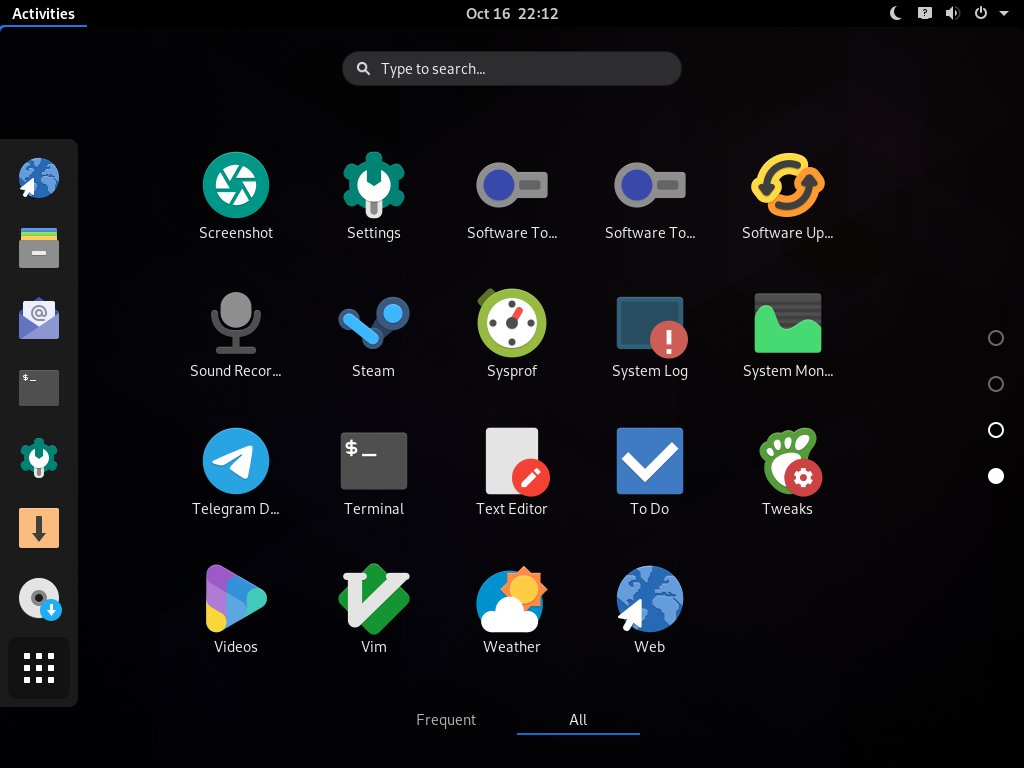 Activities
Oct 16 22:12
Type to search...
Screenshot
Settings
Software To...
Software To...
Software Up...
Sound Recor...
Steam
Sysprof
System Log
System Mon...
Telegram D...
$_
Terminal
Text Editor
To Do
Tweaks
Videos
Vim
Weather
Web
@
$_
Frequent
All